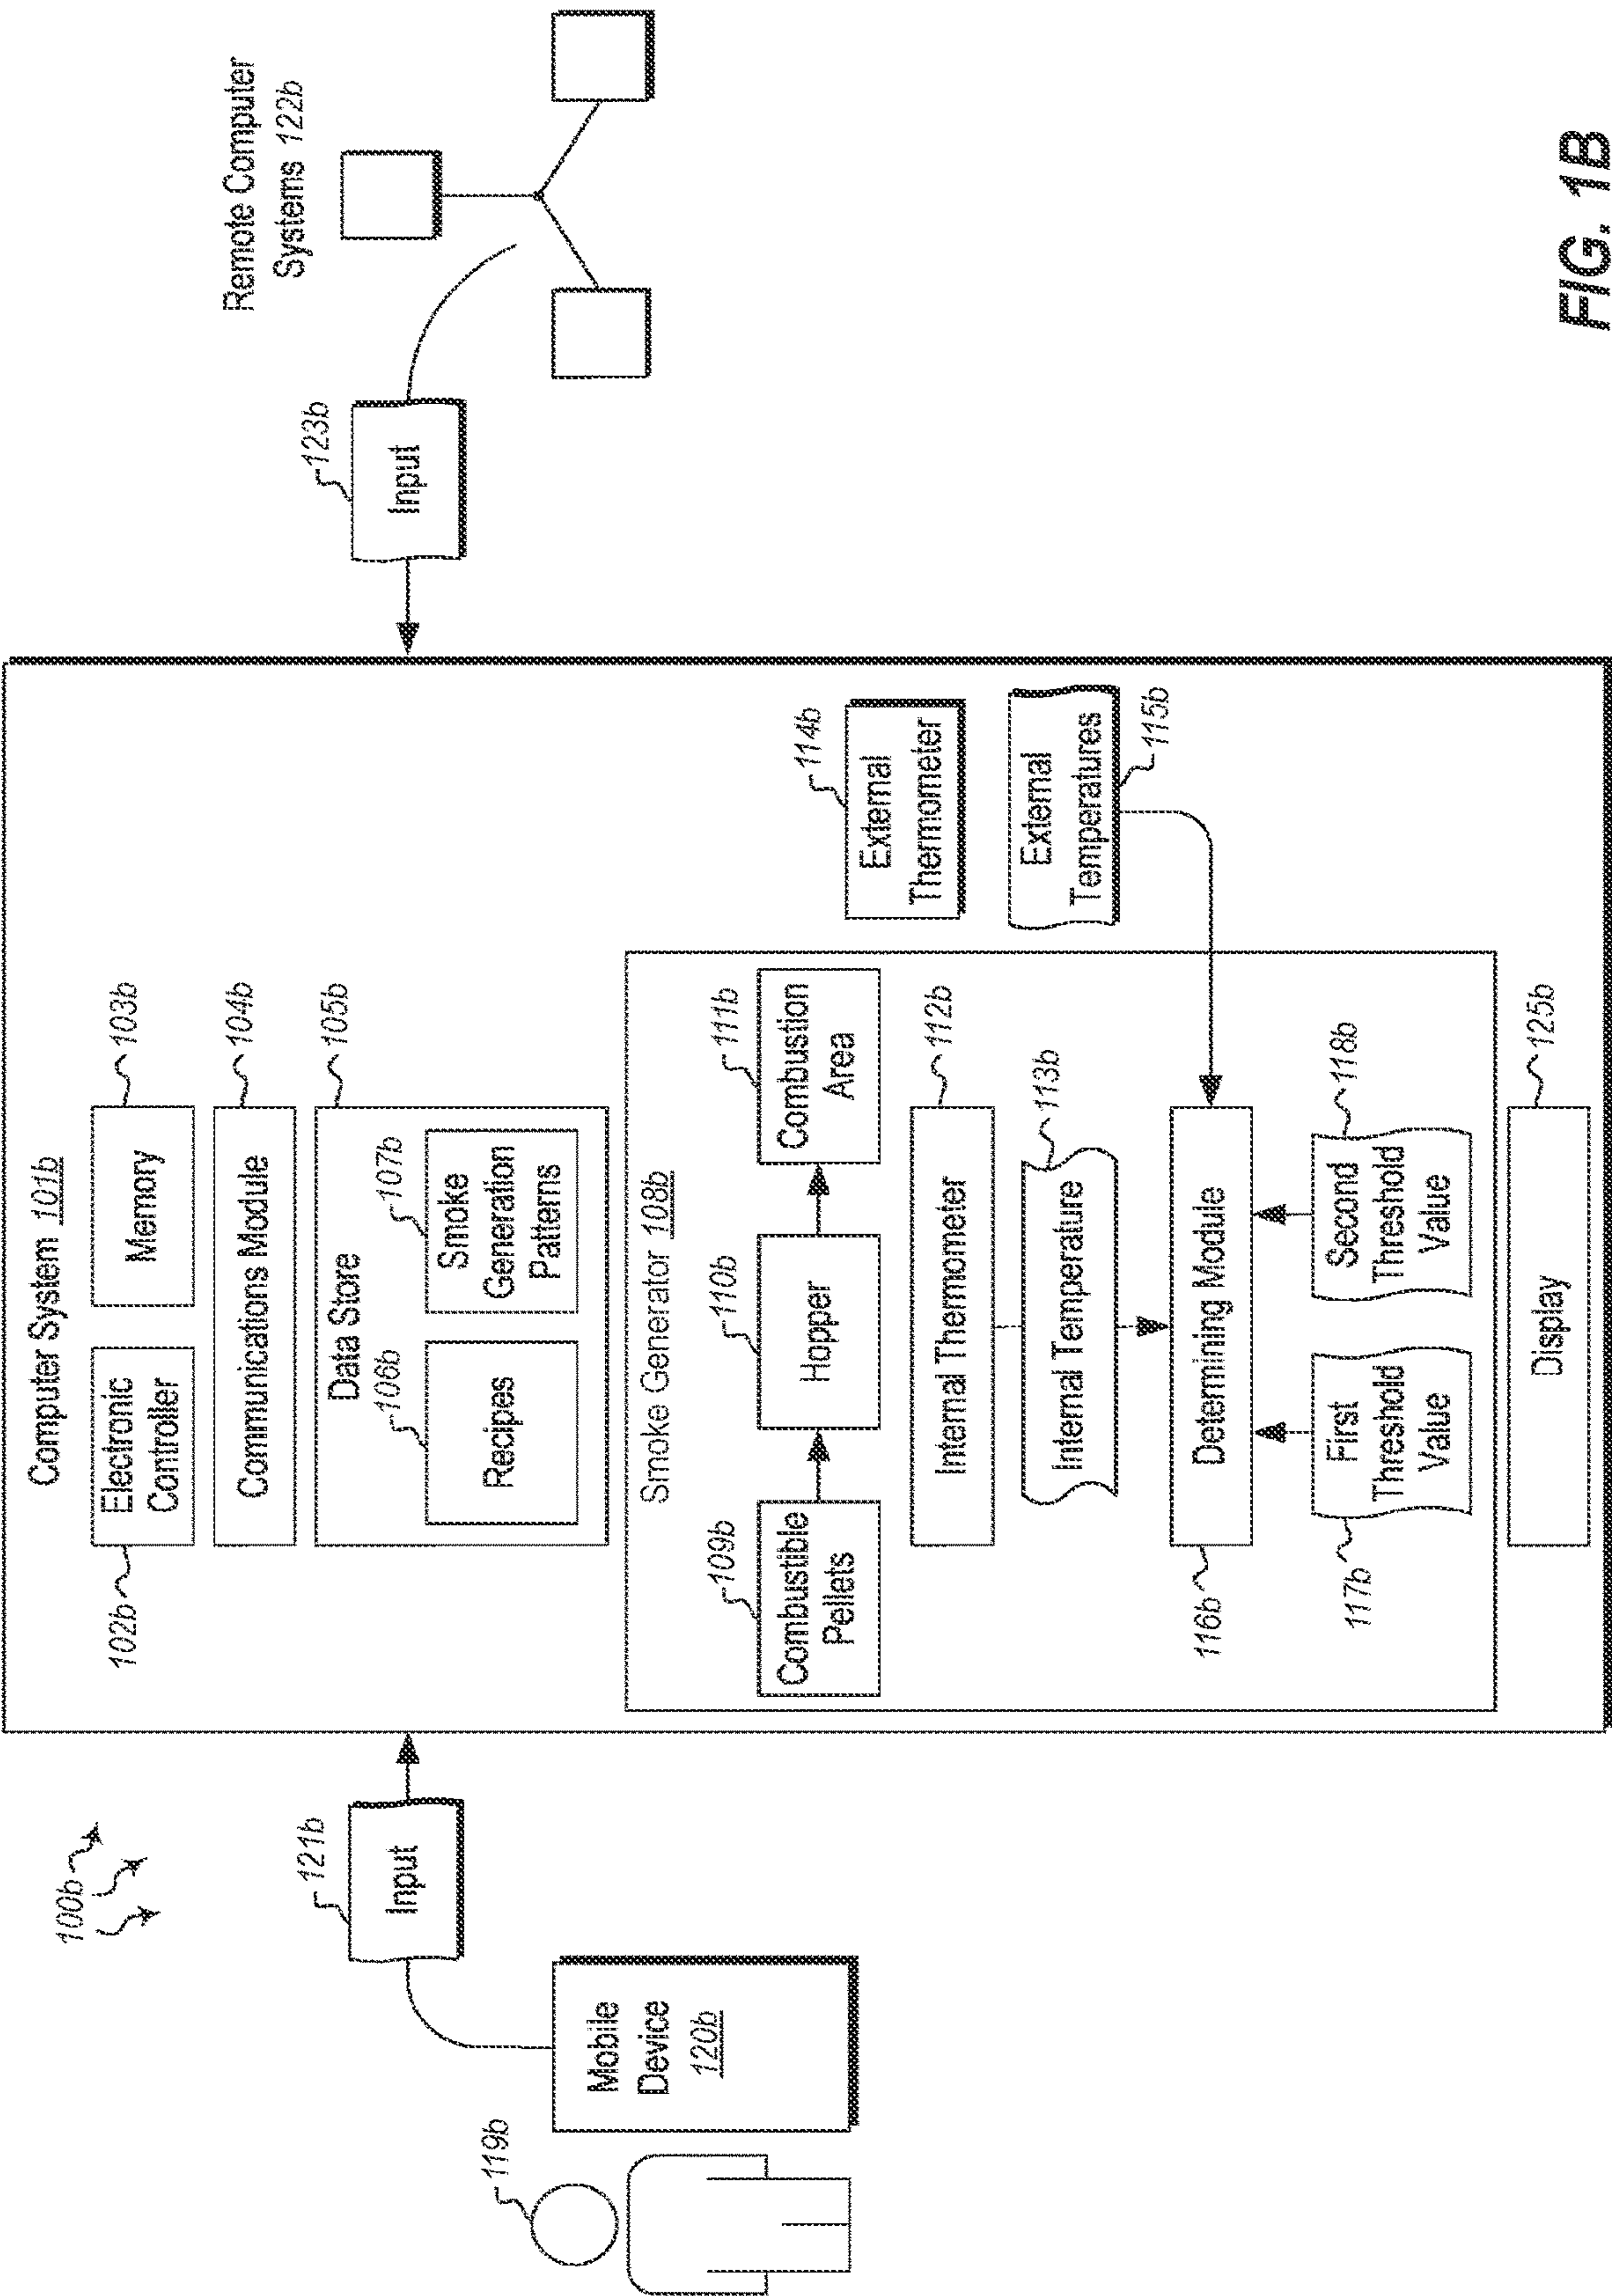 100b
Computer System 101b
102b
Electronic
Controller
Memory
103b
Communications Module
104b
Data Store
105b
106b
Recipes
107b
Smoke
Generation
Patterns
Smoke Generator 108b
109b
Combustible
Pellets
110b
Hopper
111b
Combustion
Area
Internal Thermometer
112b
Internal Temperature
113b
External
Thermometer
114b
External
Temperatures
115b
Determining Module
116b
First
Threshold
Value
117b
Second
Threshold
Value
118b
Display
125b
119b
Mobile
Device
120b
Input
121b
Remote Computer
Systems 122b
Input
123b
FIG. 1B